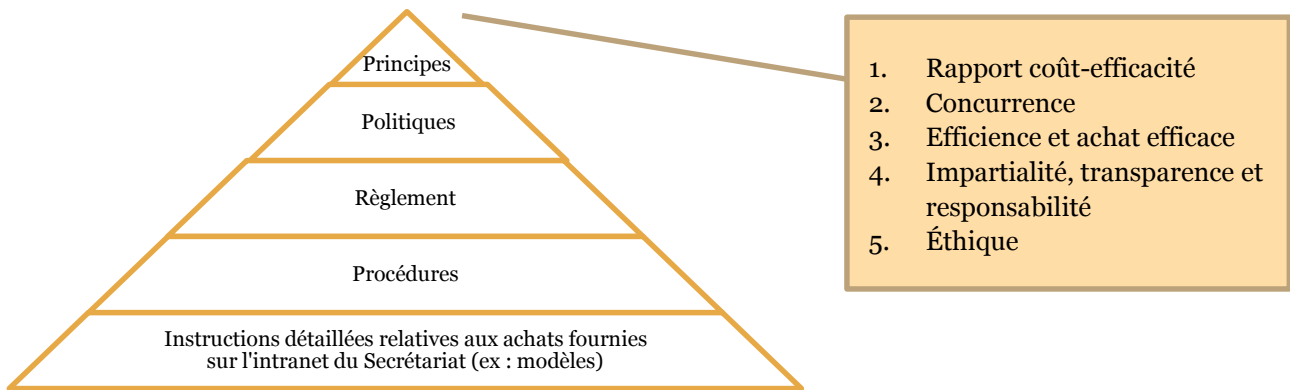 Principes
Politiques
Règlement
Procédures
Instructions détaillées relatives aux achats fournies
sur l'intranet du Secrétariat (ex : modèles)
1. Rapport coût-efficacité
2. Concurrence
3. Efficience et achat efficace
4. Impartialité, transparence et
responsabilité
5. Éthique